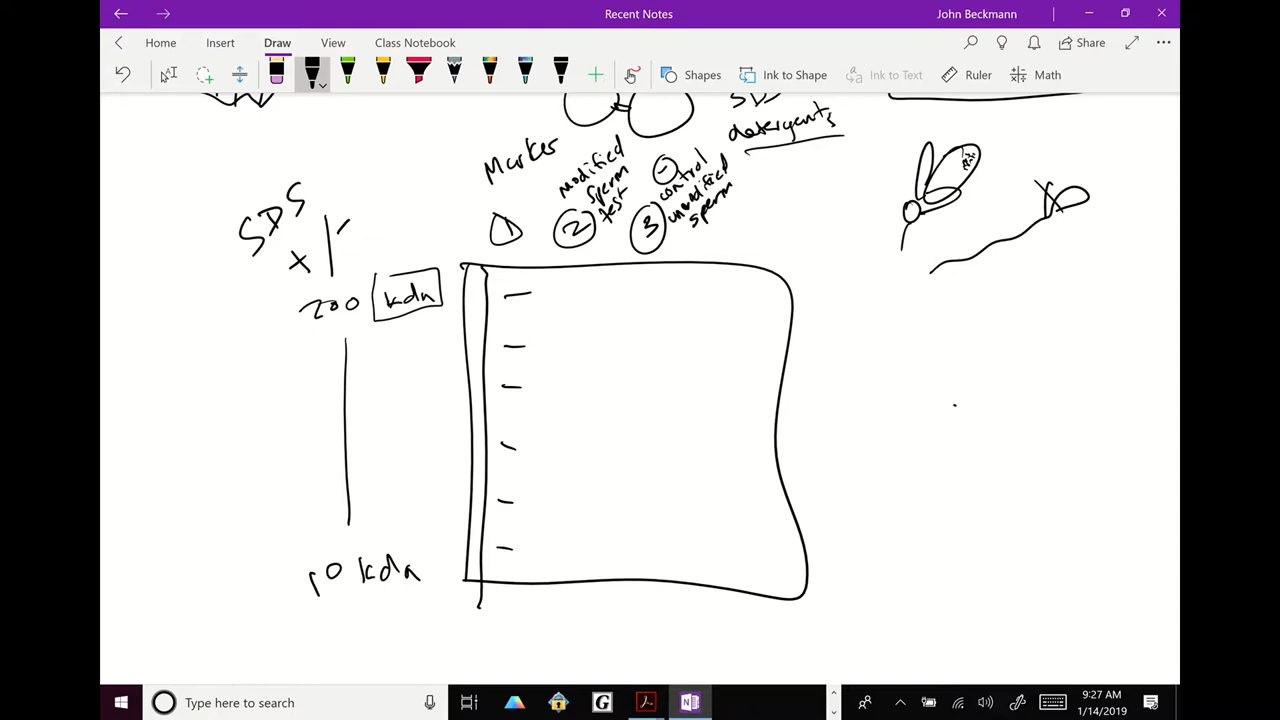 Recent Notes
John Beckmann
Home
Insert
Draw
View
Class Notebook
Share
Shapes
Ink to Shape
Ink to Text
Ruler
Math
SDS
detergents
Marker
modified
sperm
test
control
unmodified
sperm
1
2
3
SDS
200
kda
10 kda
Type here to search
9:27 AM
1/14/2019